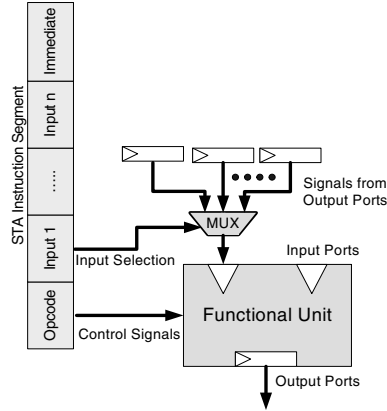 STA Instruction Segment
Immediate
Input n
.....
Input 1
Opcode
Signals from
Output Ports
MUX
Input Selection
Input Ports
Control Signals
Functional Unit
Output Ports